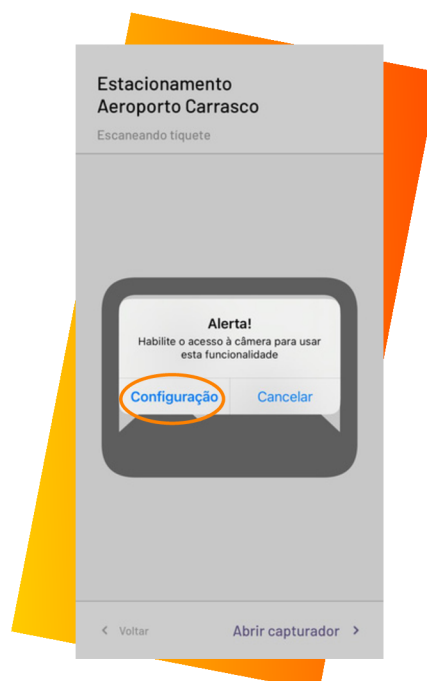 Estacionamento
Aeroporto Carrasco
Escaneando tíquete
Alerta!
Habilite o acesso à câmera para usar
esta funcionalidade
Configuração
Cancelar
Voltar
Abrir capturador